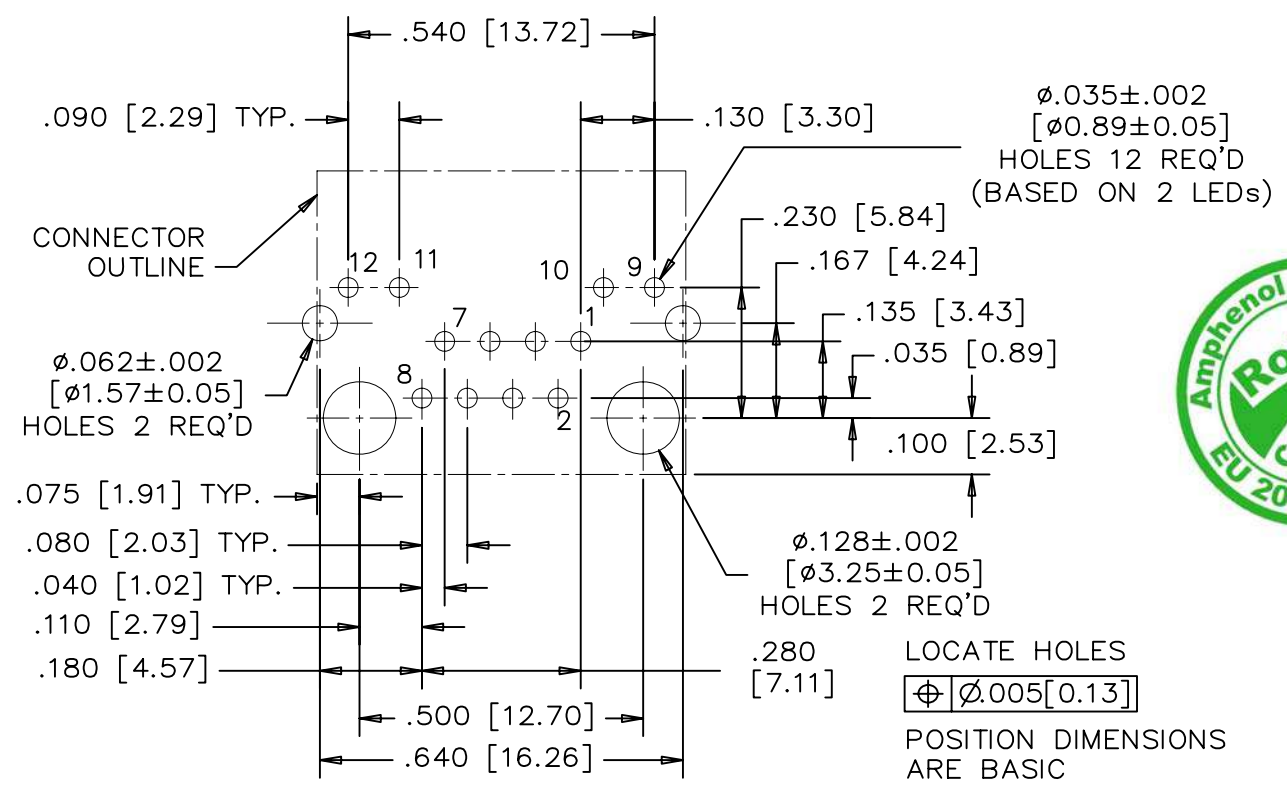 .540 [13.72]
.090 [2.29] TYP.
.130 [3.30]
ø.035±.002
[ø0.89±0.05]
HOLES 12 REQ'D
(BASED ON 2 LEDs)
CONNECTOR
OUTLINE
.230 [5.84]
.167 [4.24]
12
11
10
9
7
1
.135 [3.43]
.035 [0.89]
ø.062±.002
[ø1.57±0.05]
HOLES 2 REQ'D
8
2
.100 [2.53]
Amphenol
EU 20
.075 [1.91] TYP.
.080 [2.03] TYP.
.040 [1.02] TYP.
.110 [2.79]
.180 [4.57]
ø.128±.002
[ø3.25±0.05]
HOLES 2 REQ'D
.280
[7.11]
.500 [12.70]
.640 [16.26]
LOCATE HOLES
⌖ Ø.005[0.13]
POSITION DIMENSIONS
ARE BASIC